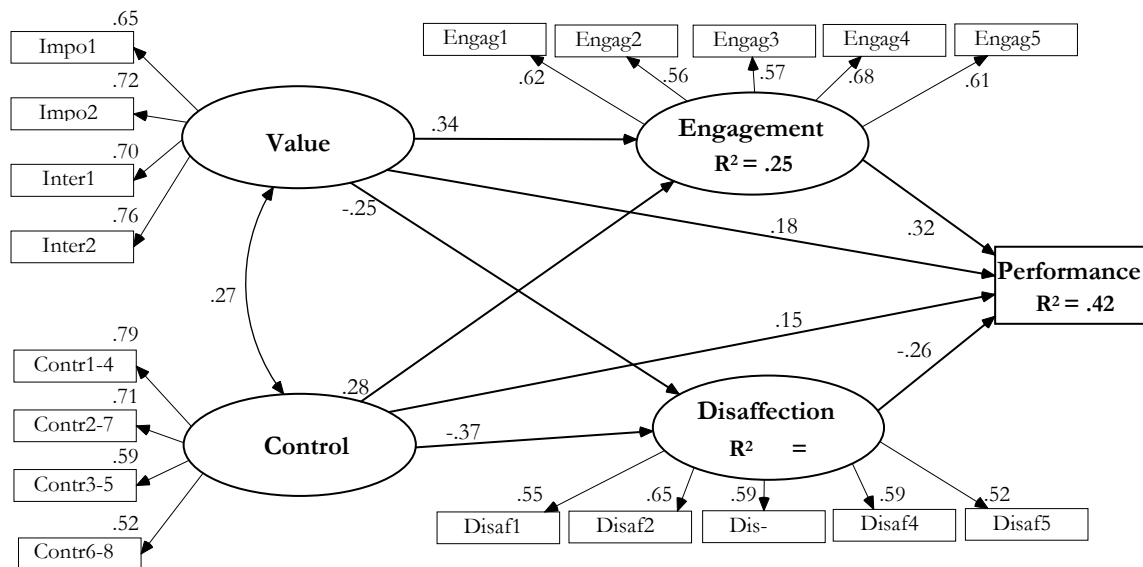 .65
Impo1
.72
Impo2
.70
Inter1
.76
Inter2
Value
Engag1
Engag2
Engag3
Engag4
Engag5
.62
.56
.57
.68
.61
Engagement
R² = .25
.34
-.25
.18
.32
.27
Performance
R² = .42
.15
-.26
.79
Contr1-4
.71
Contr2-7
.59
Contr3-5
.52
Contr6-8
Control
.28
-.37
Disaffection
R² =
.55
.65
.59
.59
.52
Disaf1
Disaf2
Dis-
Disaf4
Disaf5